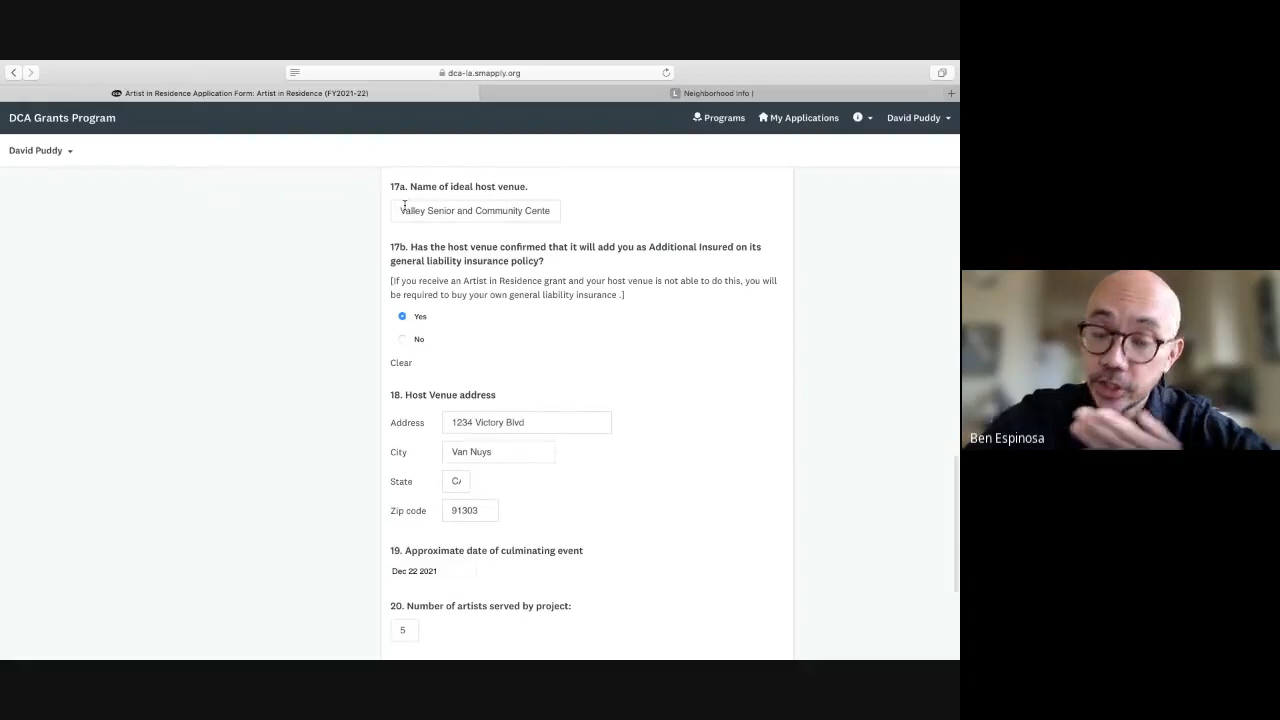 dca-la.smapply.org
Artist in Residence Application Form: Artist in Residence (FY2021-22)
L Neighborhood Info |
DCA Grants Program
Programs
My Applications
David Puddy
David Puddy
17a. Name of ideal host venue.
Valley Senior and Community Cente
17b. Has the host venue confirmed that it will add you as Additional Insured on its
general liability insurance policy?
[If you receive an Artist in Residence grant and your host venue is not able to do this, you will
be required to buy your own general liability insurance .]
Yes
No
Clear
18. Host Venue address
Address 1234 Victory Blvd
City Van Nuys
State CA
Zip code 91303
19. Approximate date of culminating event
Dec 22 2021
20. Number of artists served by project:
5
Ben Espinosa